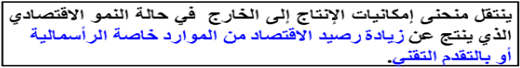 ينتقل منحنى إمكانيات الإنتاج إلى الخارج في حالة النمو الاقتصادي
الذي ينتج عن زيادة رصيد الاقتصاد من الموارد خاصة الرأسمالية
أو بالتقدم التقني.